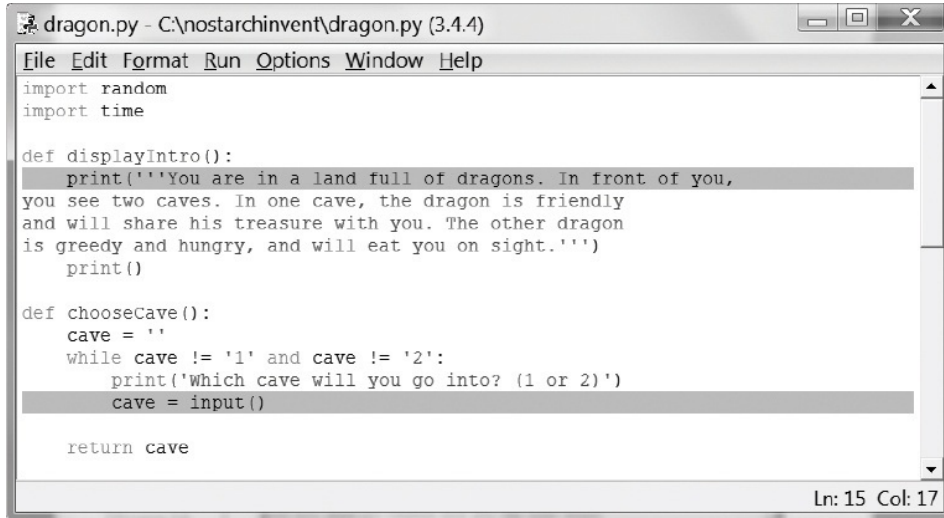 dragon.py - C:\nostarchinvent\dragon.py (3.4.4)
File Edit Format Run Options Window Help
import random
import time
def displayIntro():
    print('''You are in a land full of dragons. In front of you,
you see two caves. In one cave, the dragon is friendly
and will share his treasure with you. The other dragon
is greedy and hungry, and will eat you on sight.''')
    print()
def chooseCave():
    cave = ''
    while cave != '1' and cave != '2':
        print('Which cave will you go into? (1 or 2)')
        cave = input()
    return cave
Ln: 15 Col: 17